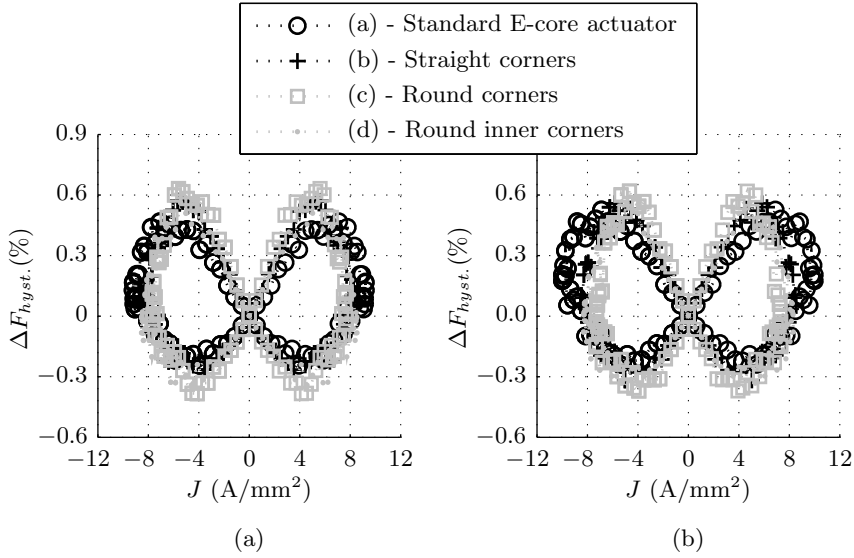 (a) - Standard E-core actuator
(b) - Straight corners
(c) - Round corners
(d) - Round inner corners
0.9
0.6
0.3
0
−0.3
−0.6
ΔF_hyst.(%)
−12 −8 −4 0 4 8 12
J (A/mm²)
(a)
0.9
0.6
0.3
0.0
−0.3
−0.6
ΔF_hyst.(%)
−12 −8 −4 0 4 8 12
J (A/mm²)
(b)